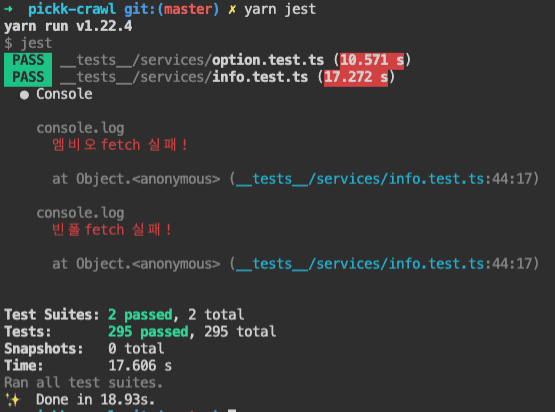 ➜ pickk-crawl git:(master) ✗ yarn jest
yarn run v1.22.4
$ jest
PASS __tests__/services/option.test.ts (10.571 s)
PASS __tests__/services/info.test.ts (17.272 s)
● Console
console.log
엠비오 fetch 실패!
at Object.<anonymous> (__tests__/services/info.test.ts:44:17)
console.log
빈폴 fetch 실패!
at Object.<anonymous> (__tests__/services/info.test.ts:44:17)
Test Suites: 2 passed, 2 total
Tests: 295 passed, 295 total
Snapshots: 0 total
Time: 17.606 s
Ran all test suites.
✨ Done in 18.93s.